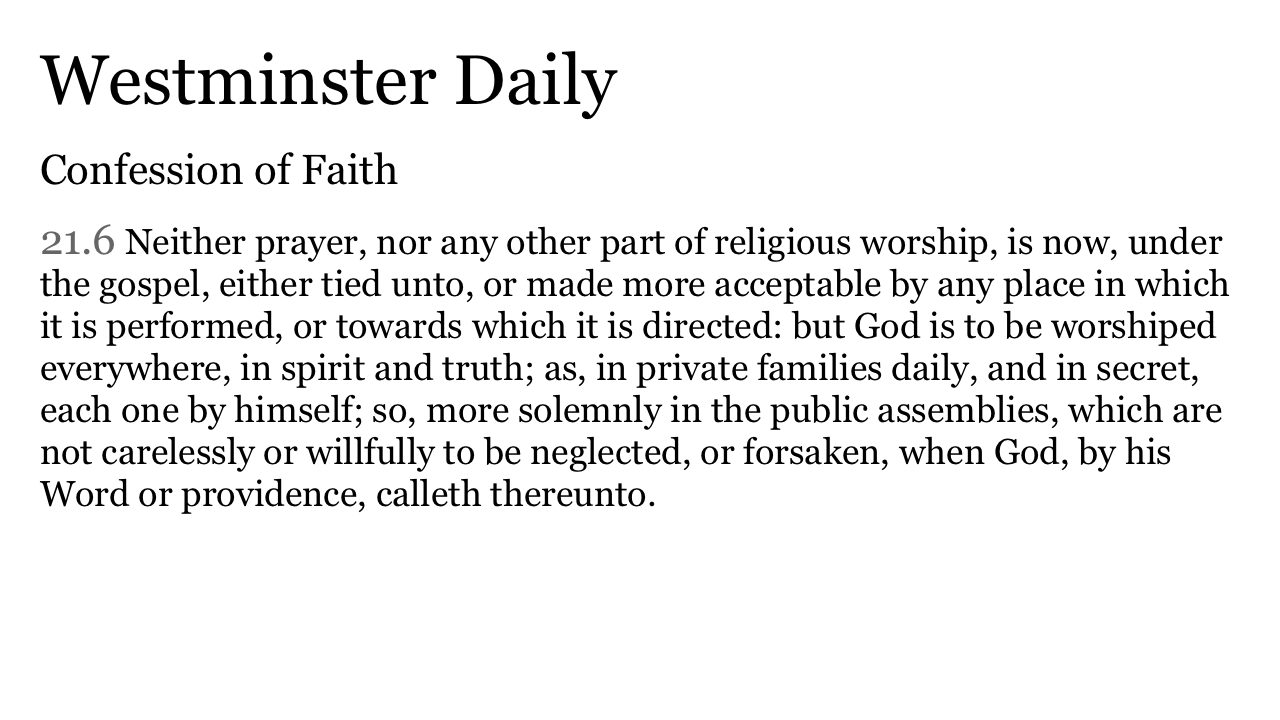 Westminster Daily
Confession of Faith
21.6 Neither prayer, nor any other part of religious worship, is now, under
the gospel, either tied unto, or made more acceptable by any place in which
it is performed, or towards which it is directed: but God is to be worshiped
everywhere, in spirit and truth; as, in private families daily, and in secret,
each one by himself; so, more solemnly in the public assemblies, which are
not carelessly or willfully to be neglected, or forsaken, when God, by his
Word or providence, calleth thereunto.